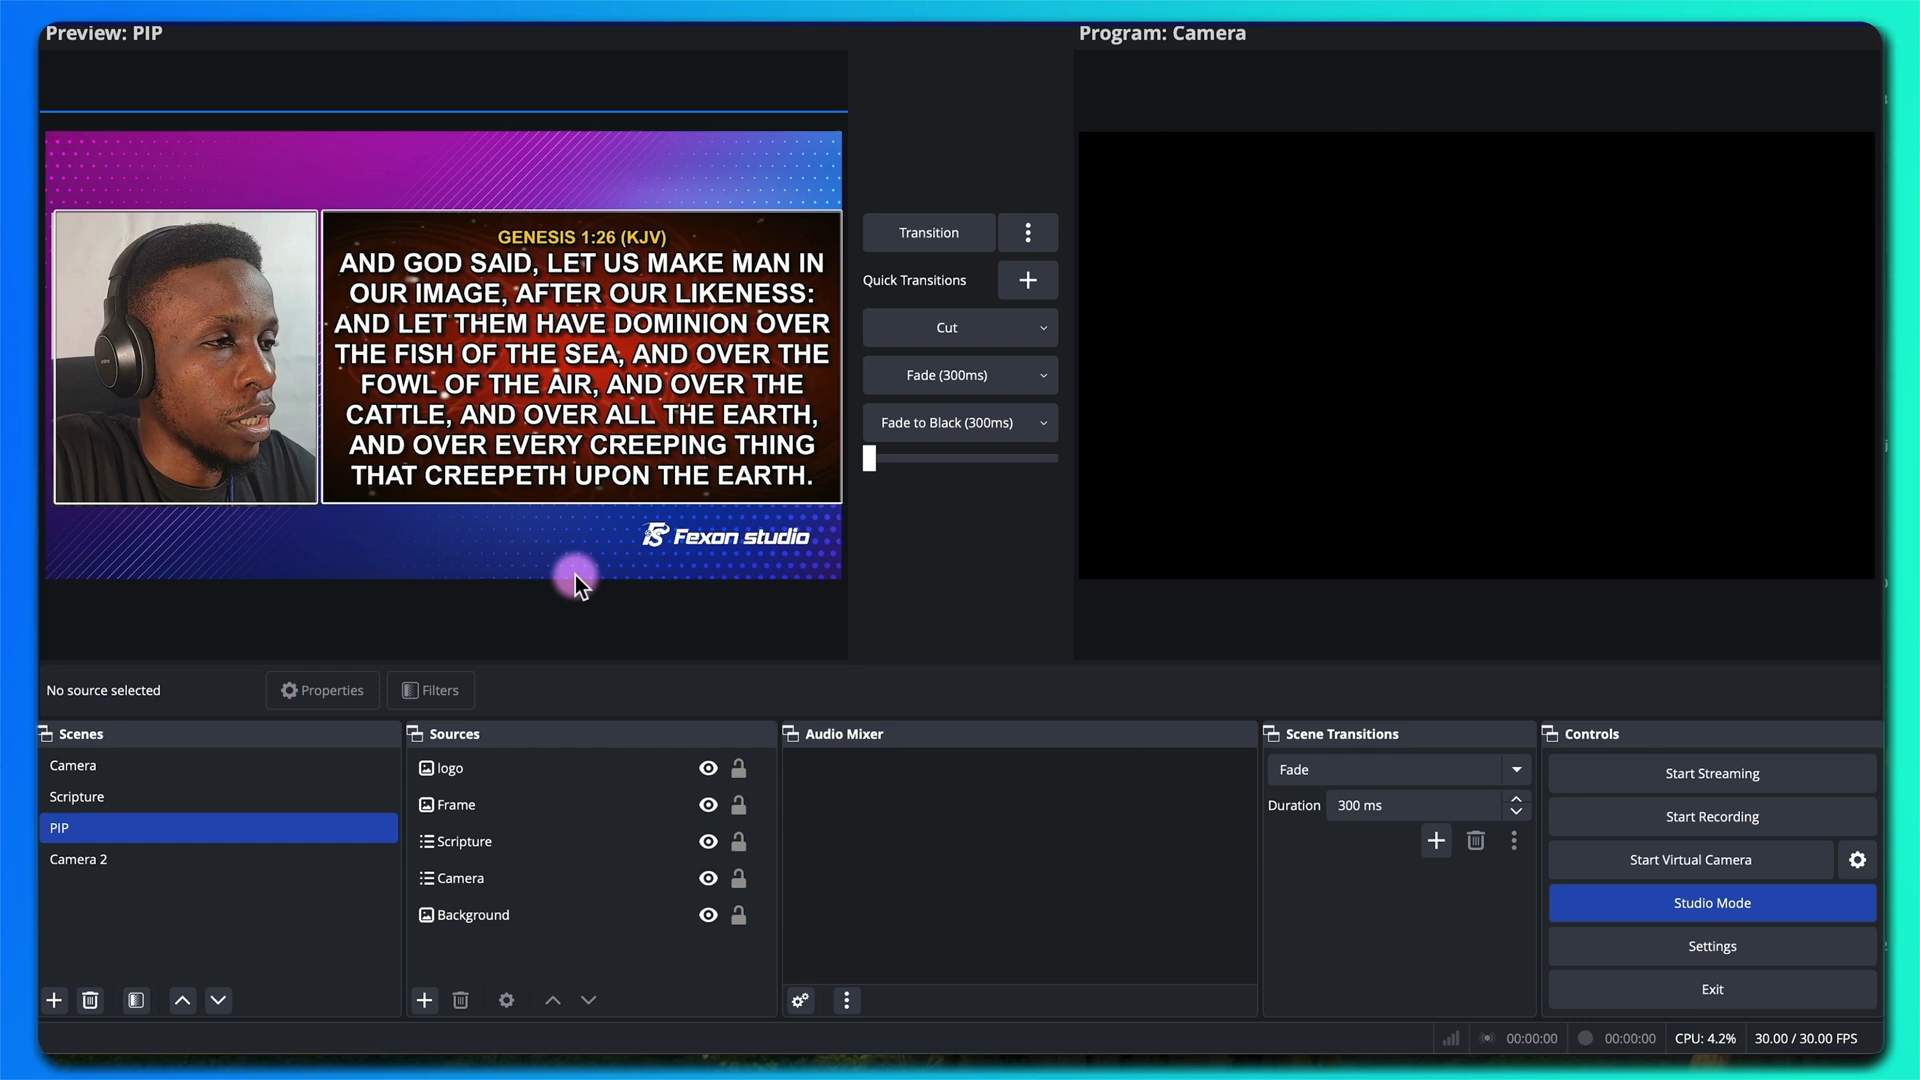 Preview: PIP
Program: Camera
GENESIS 1:26 (KJV)
AND GOD SAID, LET US MAKE MAN IN
OUR IMAGE, AFTER OUR LIKENESS:
AND LET THEM HAVE DOMINION OVER
THE FISH OF THE SEA, AND OVER THE
FOWL OF THE AIR, AND OVER THE
CATTLE, AND OVER ALL THE EARTH,
AND OVER EVERY CREEPING THING
THAT CREEPETH UPON THE EARTH.
FS Fexon studio
Transition
Quick Transitions
Cut
Fade (300ms)
Fade to Black (300ms)
No source selected
Properties
Filters
Scenes
Camera
Scripture
PIP
Camera 2
Sources
logo
Frame
Scripture
Camera
Background
Audio Mixer
Scene Transitions
Fade
Duration 300 ms
Controls
Start Streaming
Start Recording
Start Virtual Camera
Studio Mode
Settings
Exit
00:00:00
00:00:00
CPU: 4.2%
30.00 / 30.00 FPS